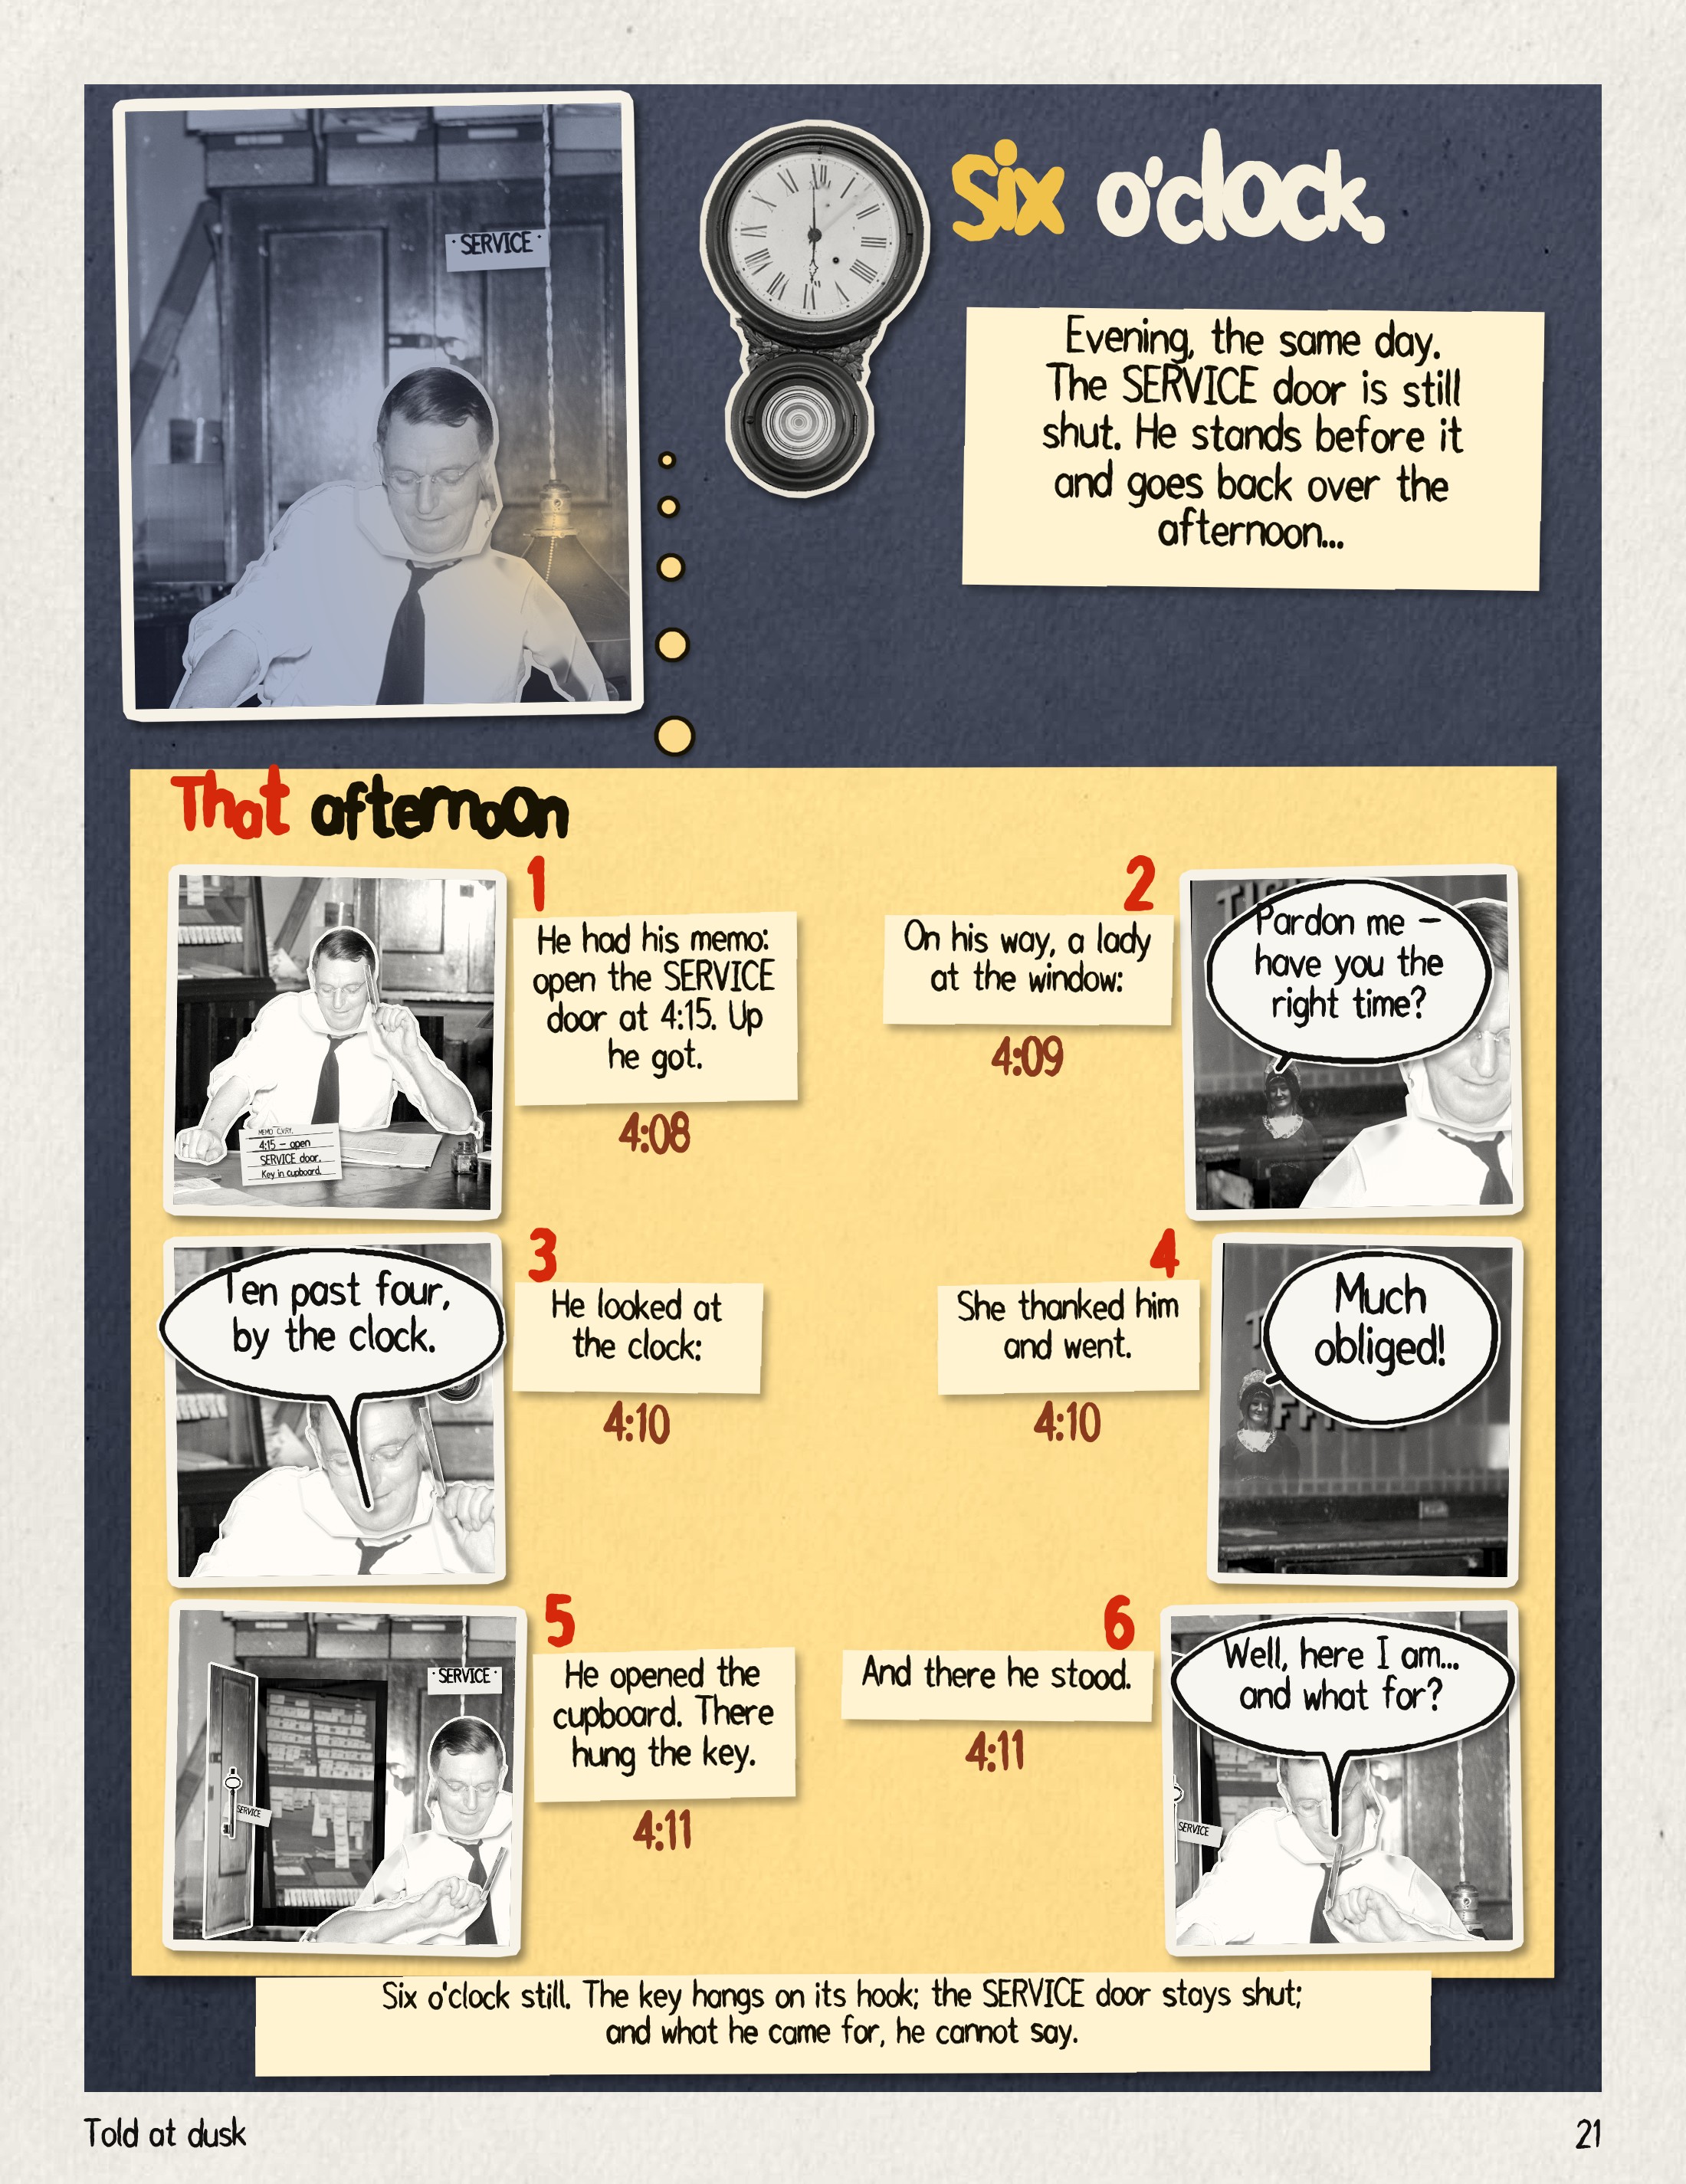 SERVICE
Six o'clock.
Evening, the same day.
The SERVICE door is still
shut. He stands before it
and goes back over the
afternoon...
That afternoon
1
He had his memo:
open the SERVICE
door at 4:15. Up
he got.
4:08
MEMO
4:15 – open
SERVICE door.
Key in cupboard.
2
On his way, a lady
at the window:
4:09
Pardon me –
have you the
right time?
3
Ten past four,
by the clock.
He looked at
the clock:
4:10
4
She thanked him
and went.
4:10
Much
obliged!
5
SERVICE
SERVICE
He opened the
cupboard. There
hung the key.
4:11
6
And there he stood.
4:11
Well, here I am...
and what for?
SERVICE
Six o'clock still. The key hangs on its hook; the SERVICE door stays shut;
and what he came for, he cannot say.
Told at dusk
21